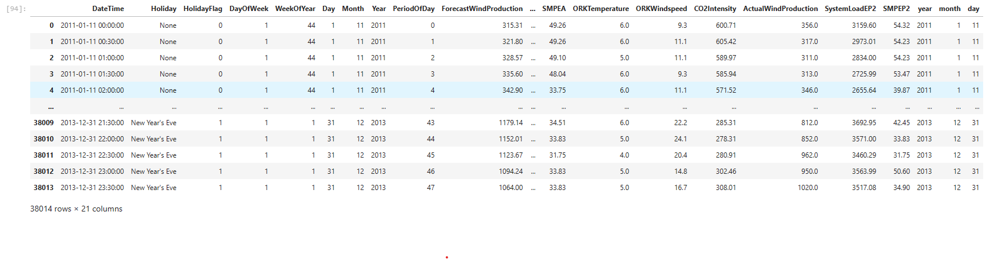 [94]:
DateTime Holiday HolidayFlag DayOfWeek WeekOfYear Day Month Year PeriodOfDay ForecastWindProduction ... SMPEA ORKTemperature ORKWindspeed CO2Intensity ActualWindProduction SystemLoadEP2 SMPEP2 year month day
0 2011-01-11 00:00:00 None 0 1 44 1 11 2011 0 315.31 ... 49.26 6.0 9.3 600.71 356.0 3159.60 54.32 2011 1 11
1 2011-01-11 00:30:00 None 0 1 44 1 11 2011 1 321.80 ... 49.26 6.0 11.1 605.42 317.0 2973.01 54.23 2011 1 11
2 2011-01-11 01:00:00 None 0 1 44 1 11 2011 2 328.57 ... 49.10 5.0 11.1 589.97 311.0 2834.00 54.23 2011 1 11
3 2011-01-11 01:30:00 None 0 1 44 1 11 2011 3 335.60 ... 48.04 6.0 9.3 585.94 313.0 2725.99 53.47 2011 1 11
4 2011-01-11 02:00:00 None 0 1 44 1 11 2011 4 342.90 ... 33.75 6.0 11.1 571.52 346.0 2655.64 39.87 2011 1 11
... ... ... ... ... ... ... ... ... ... ... ... ... ... ... ... ... ... ... ... ... ...
38009 2013-12-31 21:30:00 New Year's Eve 1 1 1 31 12 2013 43 1179.14 ... 34.51 6.0 22.2 285.31 812.0 3692.95 42.45 2013 12 31
38010 2013-12-31 22:00:00 New Year's Eve 1 1 1 31 12 2013 44 1152.01 ... 33.83 5.0 24.1 278.31 852.0 3571.00 33.83 2013 12 31
38011 2013-12-31 22:30:00 New Year's Eve 1 1 1 31 12 2013 45 1123.67 ... 31.75 4.0 20.4 280.91 962.0 3460.29 31.75 2013 12 31
38012 2013-12-31 23:00:00 New Year's Eve 1 1 1 31 12 2013 46 1094.24 ... 33.83 5.0 14.8 302.46 950.0 3563.99 50.60 2013 12 31
38013 2013-12-31 23:30:00 New Year's Eve 1 1 1 31 12 2013 47 1064.00 ... 33.83 5.0 16.7 308.01 1020.0 3517.08 34.90 2013 12 31
38014 rows × 21 columns